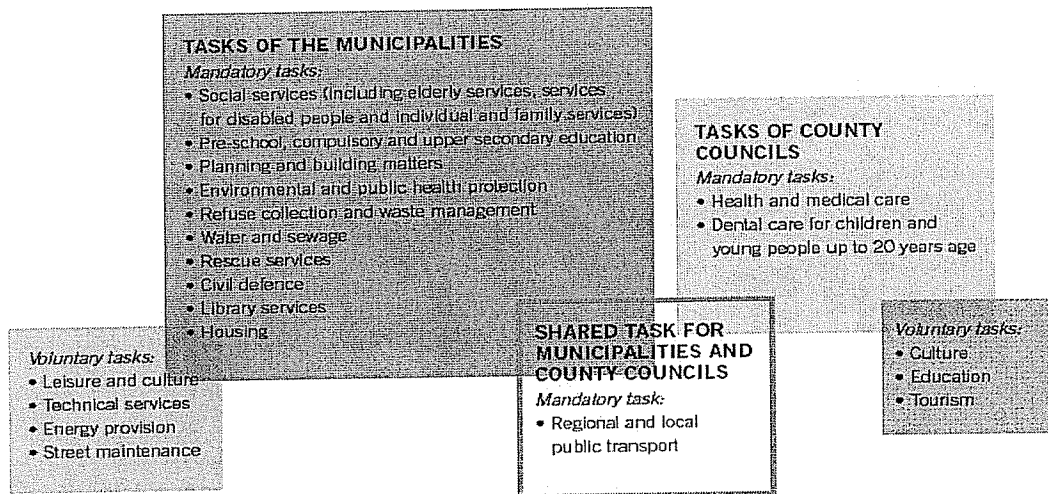 TASKS OF THE MUNICIPALITIES
Mandatory tasks:
• Social services (including elderly services, services
for disabled people and individual and family services)
• Pre-school, compulsory and upper secondary education
• Planning and building matters
• Environmental and public health protection
• Refuse collection and waste management
• Water and sewage
• Rescue services
• Civil defence
• Library services
• Housing
Voluntary tasks:
• Leisure and culture
• Technical services
• Energy provision
• Street maintenance
SHARED TASK FOR
MUNICIPALITIES AND
COUNTY COUNCILS
Mandatory task:
• Regional and local
public transport
TASKS OF COUNTY
COUNCILS
Mandatory tasks:
• Health and medical care
• Dental care for children and
young people up to 20 years age
Voluntary tasks:
• Culture
• Education
• Tourism